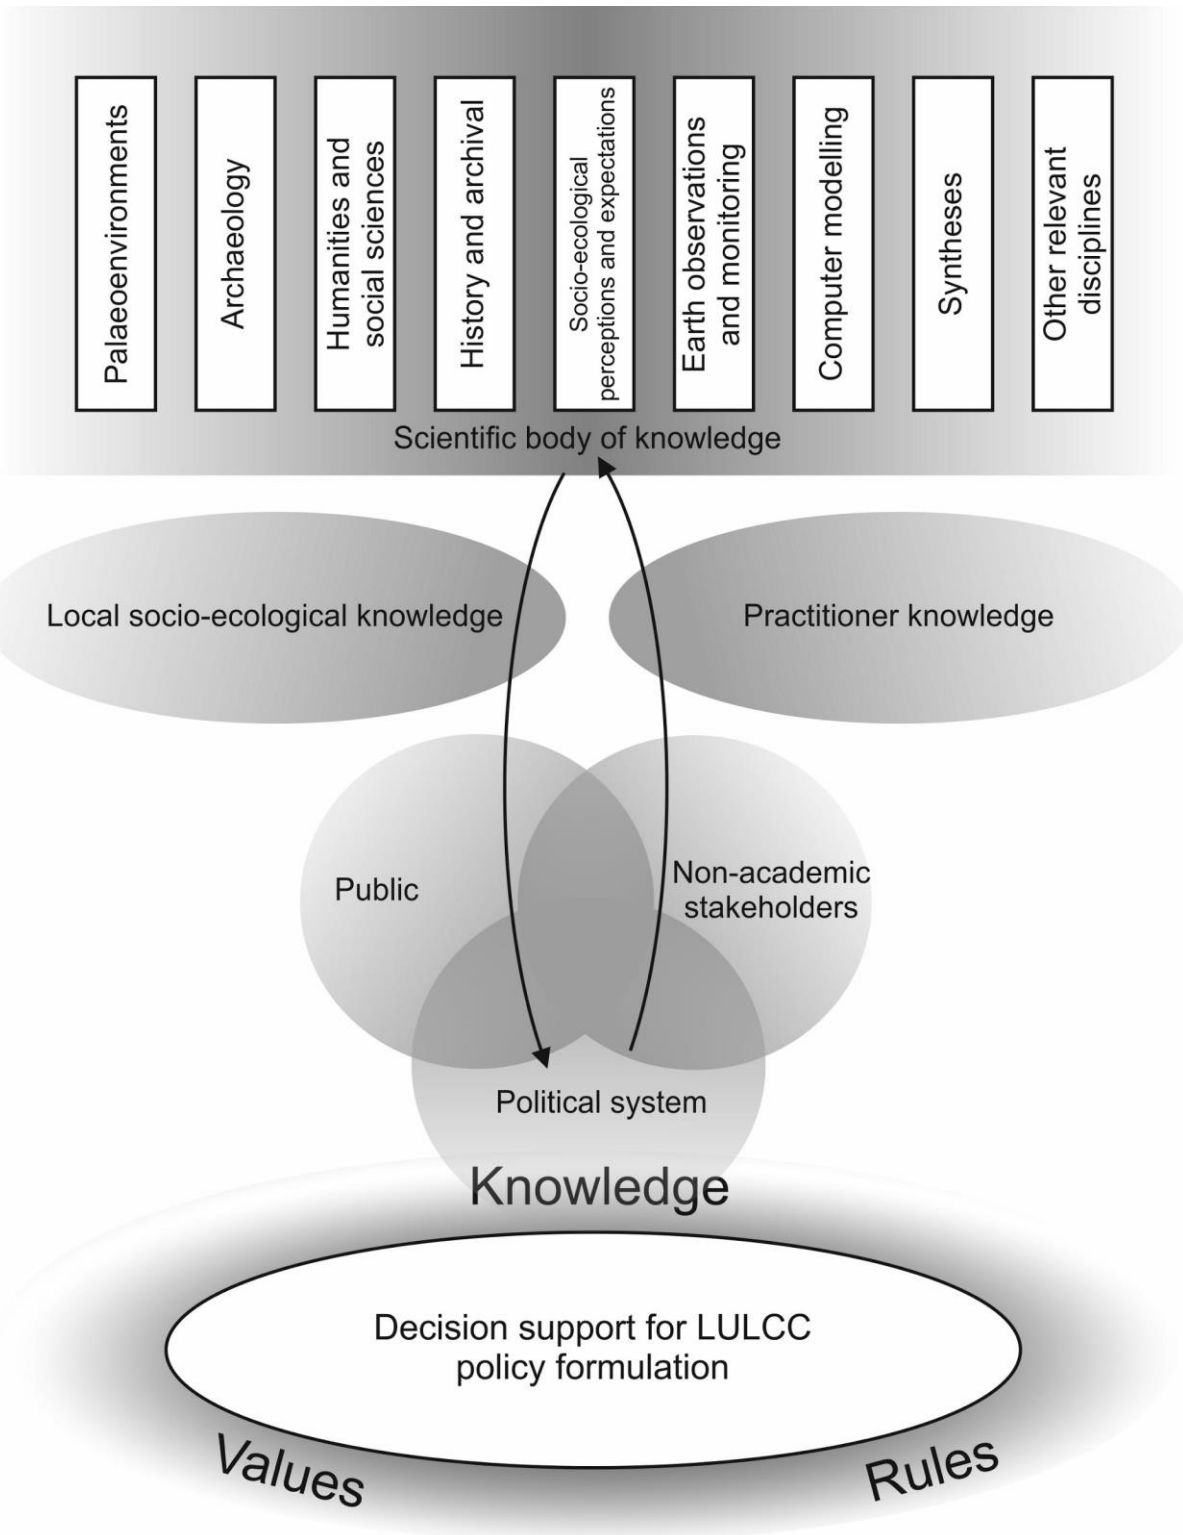 Palaeoenvironments
Archaeology
Humanities and
social sciences
History and archival
Socio-ecological
perceptions and expectations
Earth observations
and monitoring
Computer modelling
Syntheses
Other relevant
disciplines
Scientific body of knowledge
Local socio-ecological knowledge
Practitioner knowledge
Public
Non-academic
stakeholders
Political system
Knowledge
Decision support for LULCC
policy formulation
Values
Rules